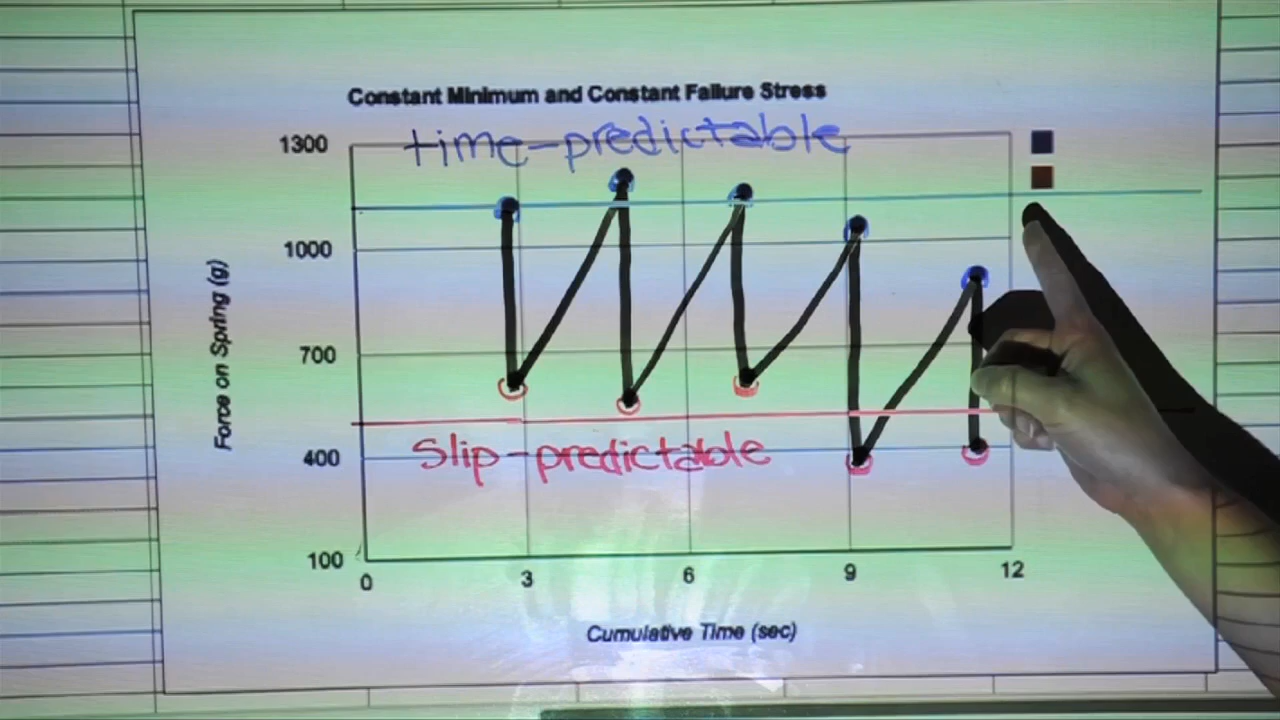 Constant Minimum and Constant Failure Stress
time-predictable
1300
1000
700
400
100
Force on Spring (g)
Slip-predictable
0 3 6 9 12
Cumulative Time (sec)